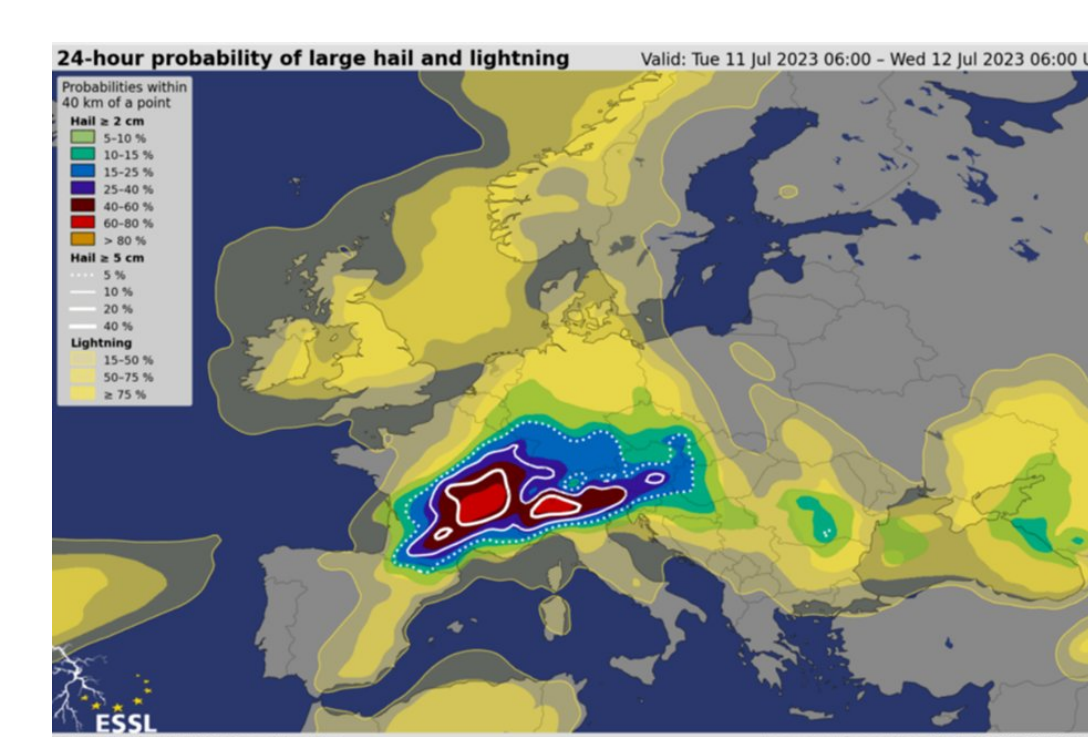 24-hour probability of large hail and lightning
Valid: Tue 11 Jul 2023 06:00 – Wed 12 Jul 2023 06:00 U
Probabilities within
40 km of a point
Hail ≥ 2 cm
5–10 %
10–15 %
15–25 %
25–40 %
40–60 %
60–80 %
> 80 %
Hail ≥ 5 cm
5 %
10 %
20 %
40 %
Lightning
15–50 %
50–75 %
≥ 75 %
ESSL